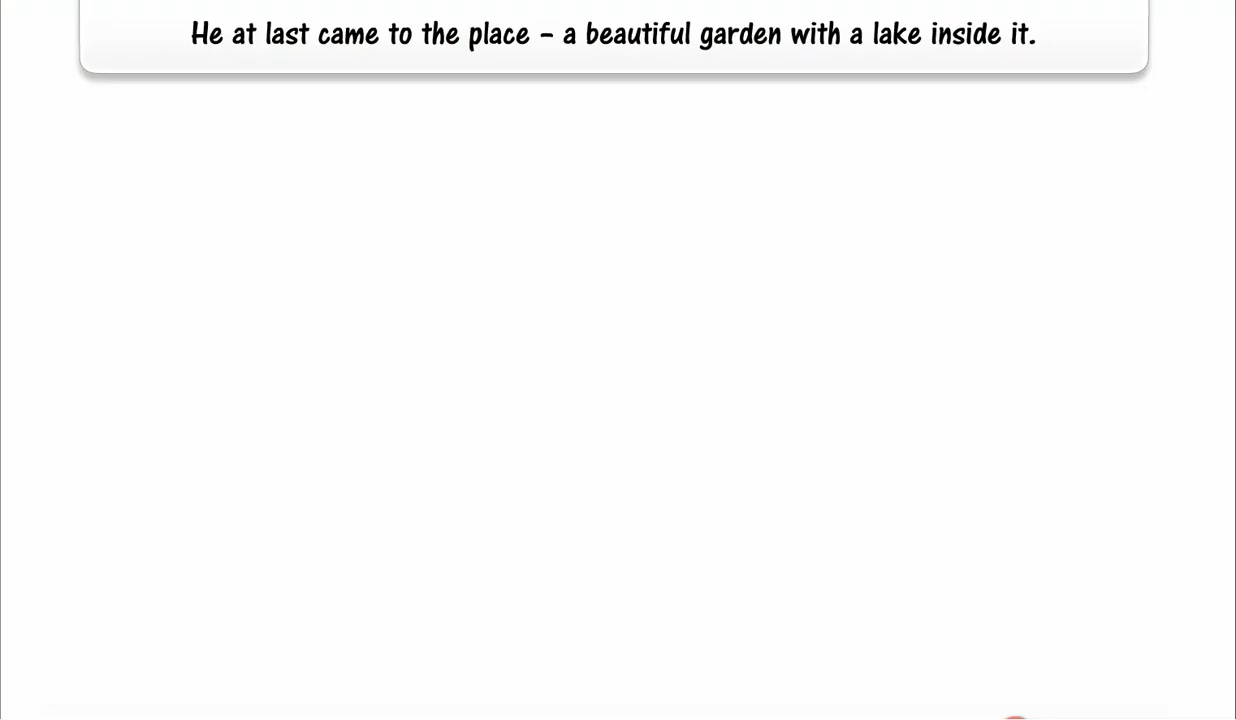 He at last came to the place – a beautiful garden with a lake inside it.